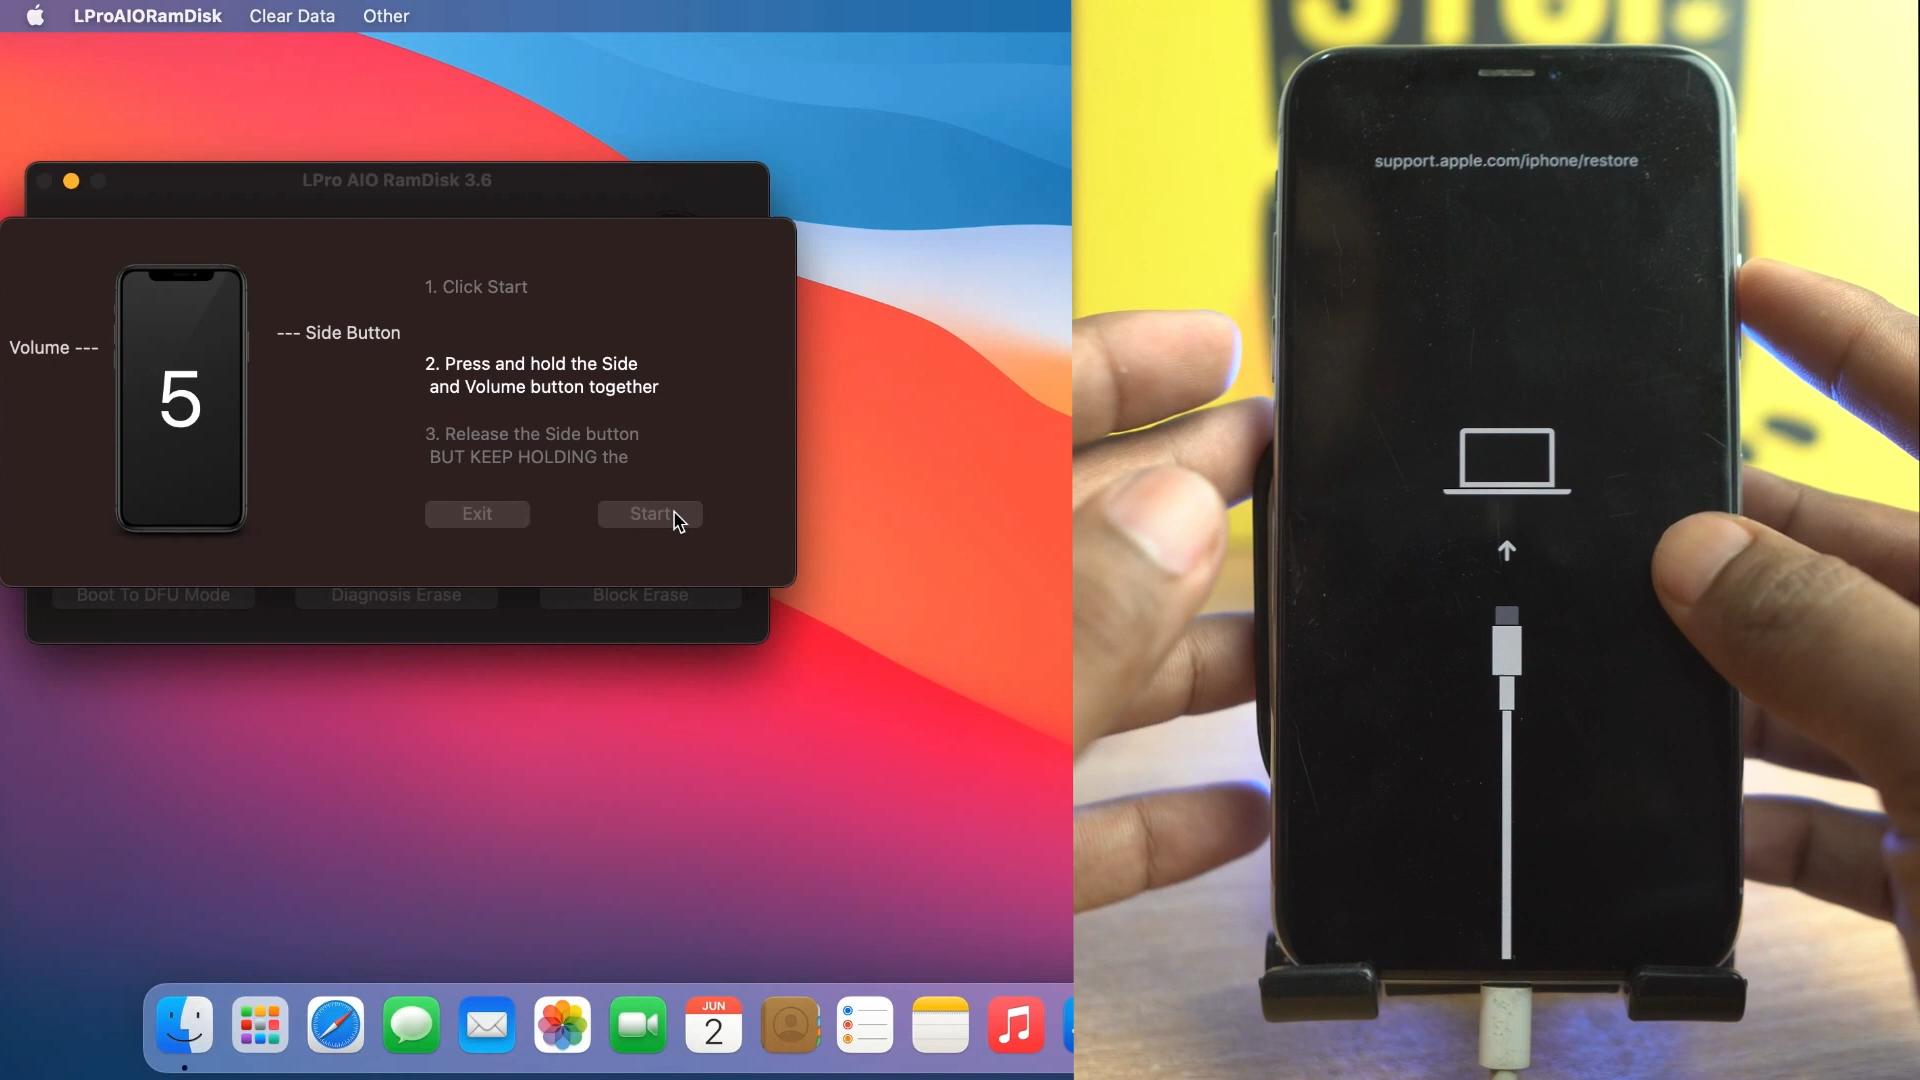 LProAIORamDisk Clear Data Other
LPro AIO RamDisk 3.6
1. Click Start
--- Side Button
Volume ---
5
2. Press and hold the Side
and Volume button together
3. Release the Side button
BUT KEEP HOLDING the
Exit Start
Boot To DFU Mode Diagnosis Erase Block Erase
JUN
2
support.apple.com/iphone/restore